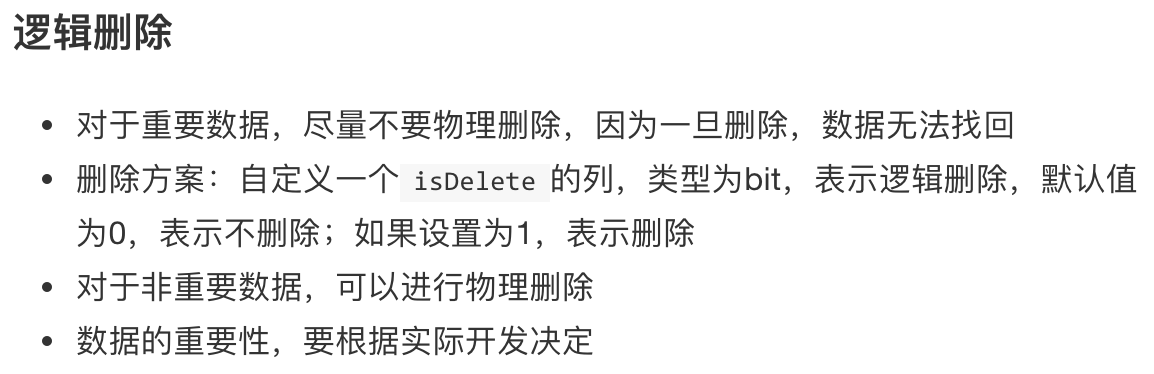 逻辑删除
• 对于重要数据，尽量不要物理删除，因为一旦删除，数据无法找回
• 删除方案：自定义一个 isDelete 的列，类型为bit，表示逻辑删除，默认值
为0，表示不删除；如果设置为1，表示删除
• 对于非重要数据，可以进行物理删除
• 数据的重要性，要根据实际开发决定